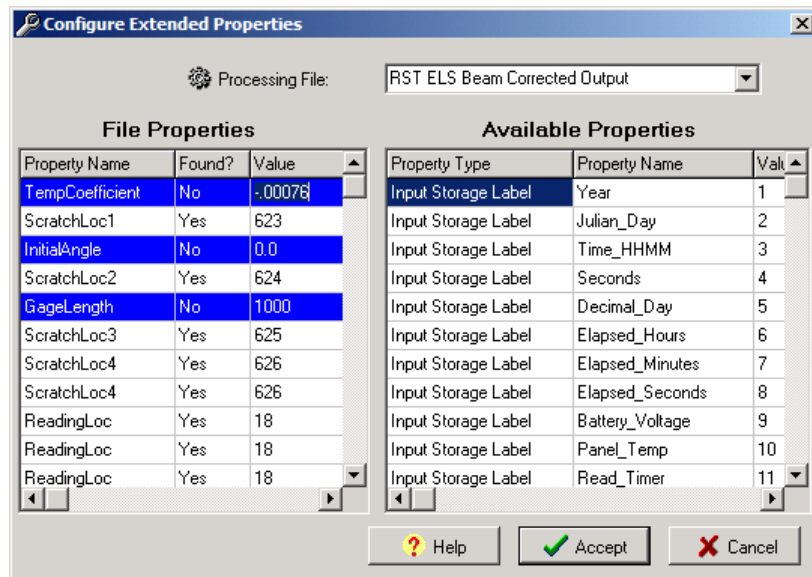 Configure Extended Properties
Processing File: RST ELS Beam Corrected Output
File Properties
Property Name Found? Value
TempCoefficient No -.00076
ScratchLoc1 Yes 623
InitialAngle No 0.0
ScratchLoc2 Yes 624
GageLength No 1000
ScratchLoc3 Yes 625
ScratchLoc4 Yes 626
ScratchLoc4 Yes 626
ReadingLoc Yes 18
ReadingLoc Yes 18
ReadingLoc Yes 18
Available Properties
Property Type Property Name Valu
Input Storage Label Year 1
Input Storage Label Julian_Day 2
Input Storage Label Time_HHMM 3
Input Storage Label Seconds 4
Input Storage Label Decimal_Day 5
Input Storage Label Elapsed_Hours 6
Input Storage Label Elapsed_Minutes 7
Input Storage Label Elapsed_Seconds 8
Input Storage Label Battery_Voltage 9
Input Storage Label Panel_Temp 10
Input Storage Label Read_Timer 11
Help Accept Cancel